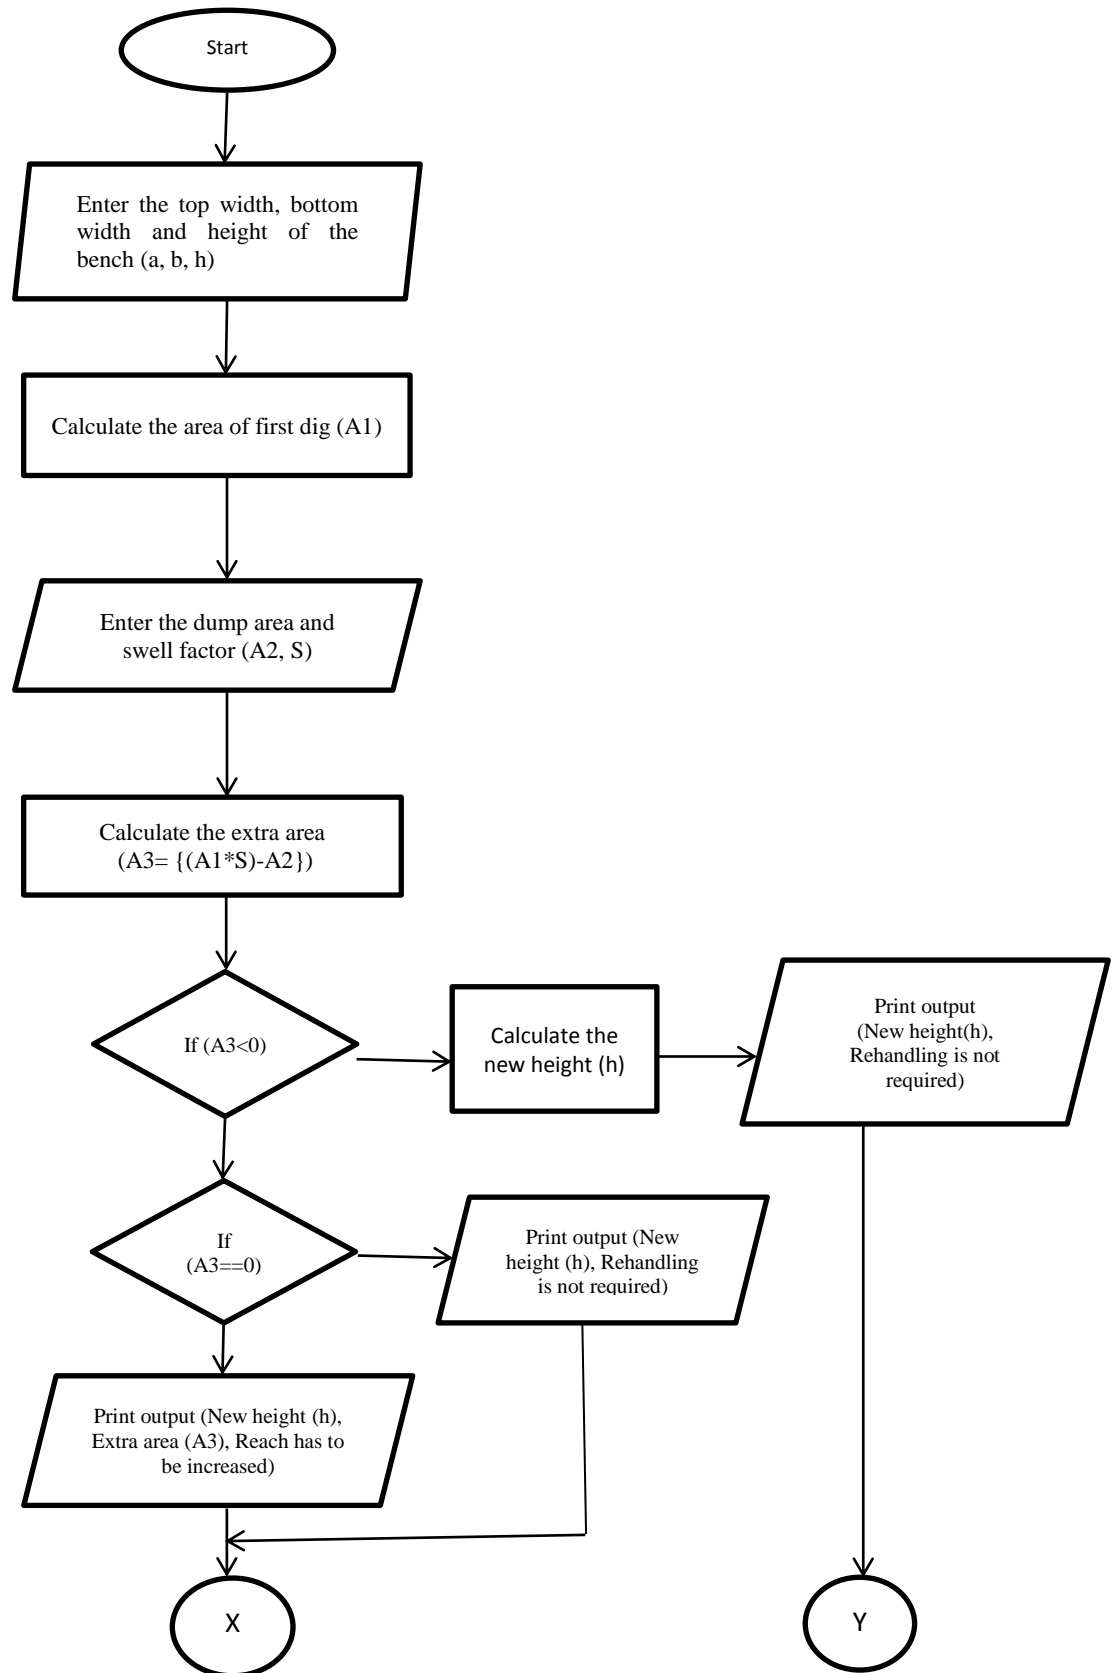 Start
Enter the top width, bottom
width and height of the
bench (a, b, h)
Calculate the area of first dig (A1)
Enter the dump area and
swell factor (A2, S)
Calculate the extra area
(A3= {(A1*S)-A2})
If (A3<0)
Calculate the
new height (h)
Print output
(New height(h),
Rehandling is not
required)
If
(A3==0)
Print output (New
height (h), Rehandling
is not required)
Print output (New height (h),
Extra area (A3), Reach has to
be increased)
X
Y